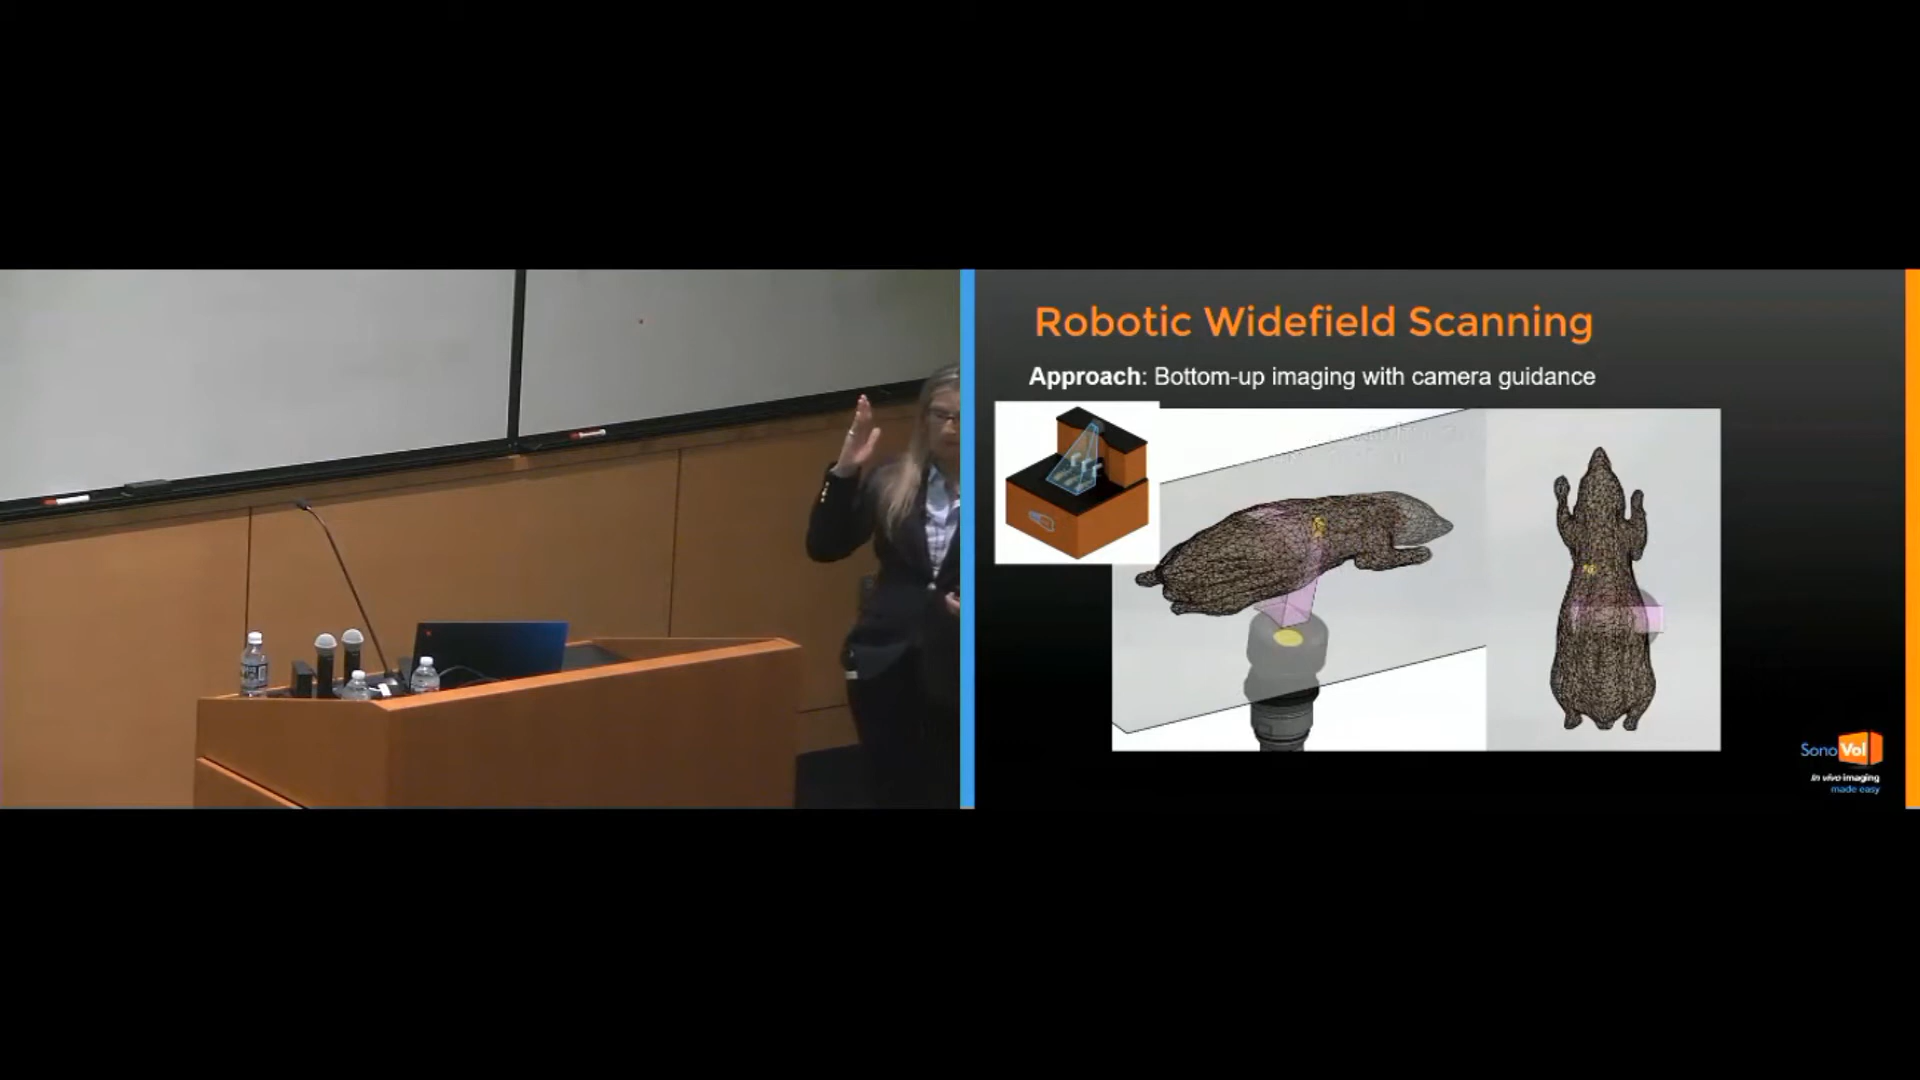 Robotic Widefield Scanning
Approach: Bottom-up imaging with camera guidance
SonoVol
In vivo imaging
made easy